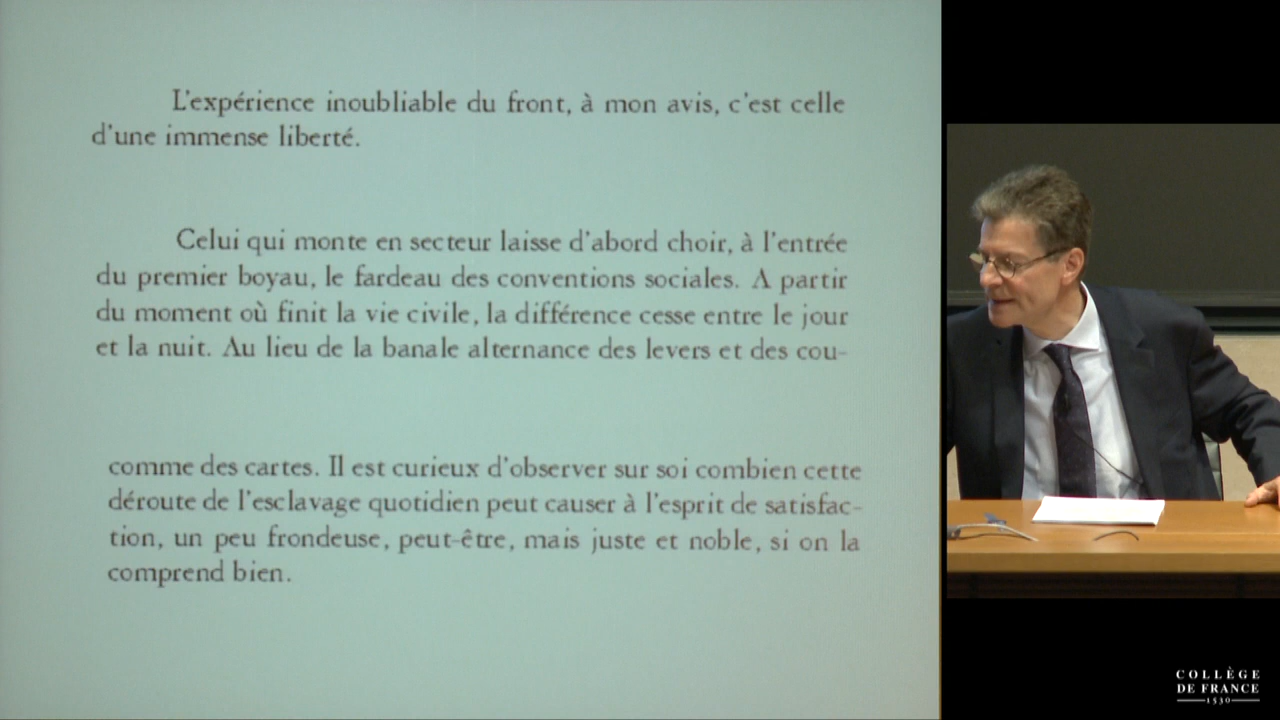 L'expérience inoubliable du front, à mon avis, c'est celle
d'une immense liberté.
Celui qui monte en secteur laisse d'abord choir, à l'entrée
du premier boyau, le fardeau des conventions sociales. A partir
du moment où finit la vie civile, la différence cesse entre le jour
et la nuit. Au lieu de la banale alternance des levers et des cou-
comme des cartes. Il est curieux d'observer sur soi combien cette
déroute de l'esclavage quotidien peut causer à l'esprit de satisfac-
tion, un peu frondeuse, peut-être, mais juste et noble, si on la
comprend bien.
COLLÈGE
DE FRANCE
1530